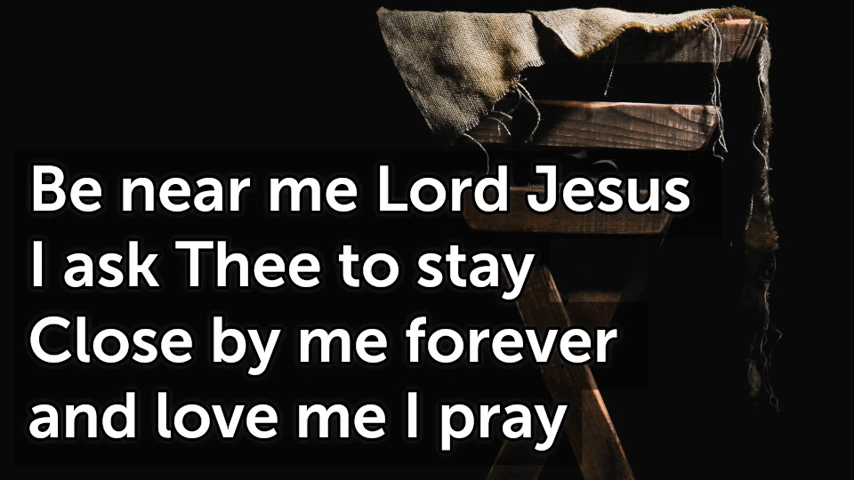 Be near me Lord Jesus
I ask Thee to stay
Close by me forever
and love me I pray